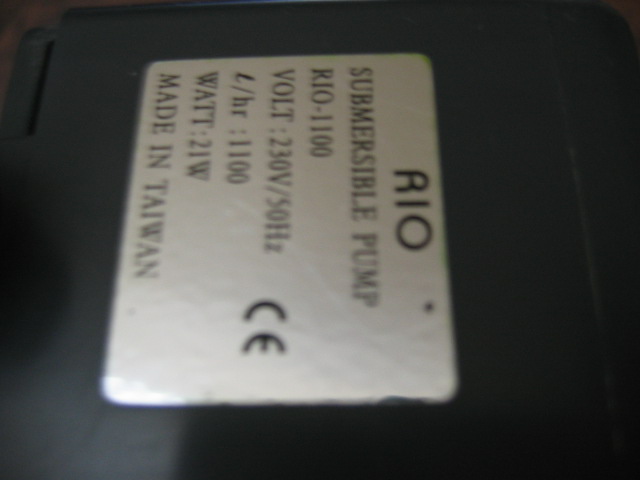 RIO
SUBMERSIBLE PUMP
RIO-1100
VOLT : 230V/50Hz
ℓ/hr : 1100
WATT : 21W
MADE IN TAIWAN
CE